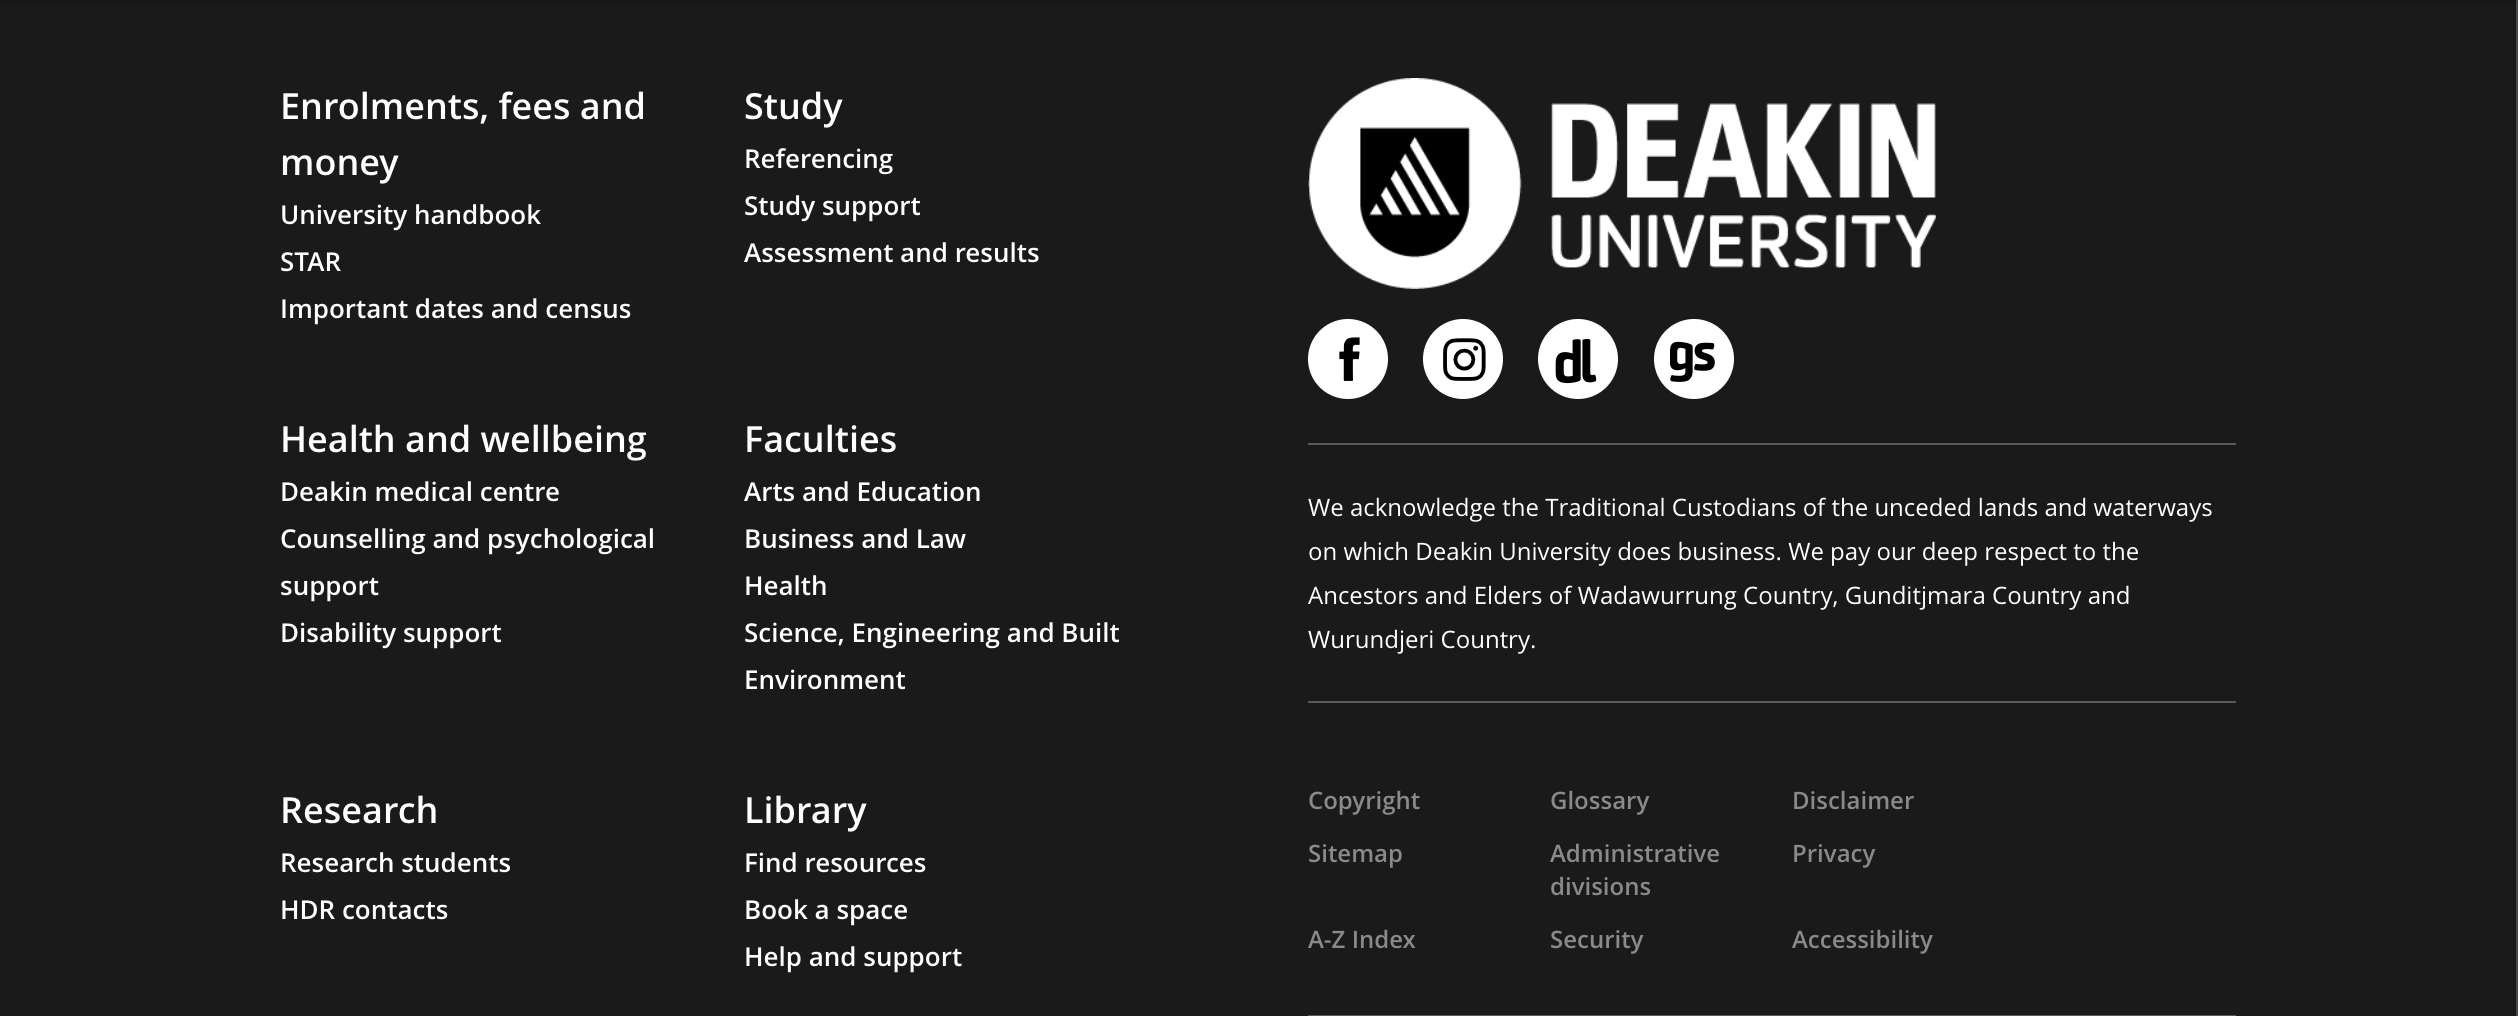 Enrolments, fees and
money
University handbook
STAR
Important dates and census
Study
Referencing
Study support
Assessment and results
Health and wellbeing
Deakin medical centre
Counselling and psychological
support
Disability support
Faculties
Arts and Education
Business and Law
Health
Science, Engineering and Built
Environment
Research
Research students
HDR contacts
Library
Find resources
Book a space
Help and support
DEAKIN
UNIVERSITY
f
dl
gs
We acknowledge the Traditional Custodians of the unceded lands and waterways
on which Deakin University does business. We pay our deep respect to the
Ancestors and Elders of Wadawurrung Country, Gunditjmara Country and
Wurundjeri Country.
Copyright
Glossary
Disclaimer
Sitemap
Administrative
divisions
Privacy
A-Z Index
Security
Accessibility